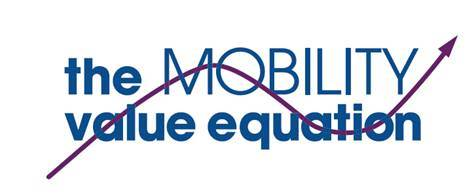 the MOBILITY
value equation